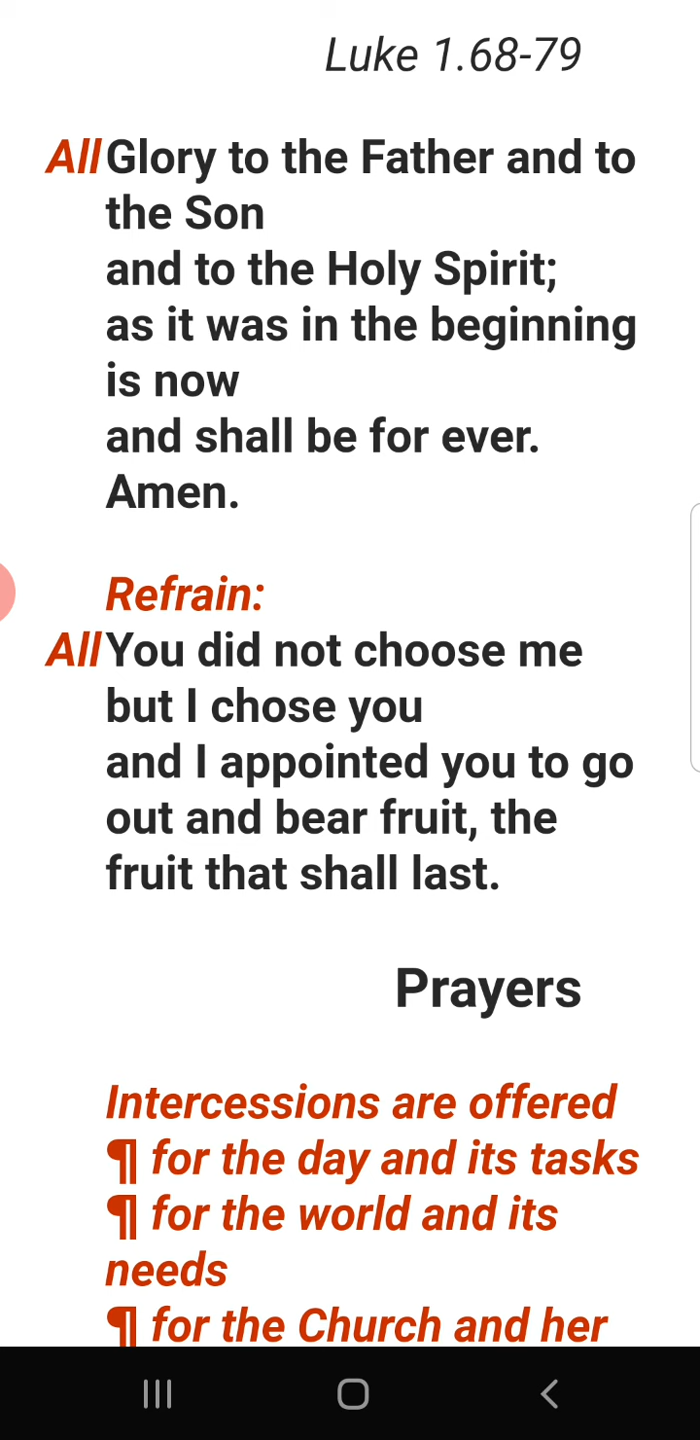 Luke 1.68-79
All Glory to the Father and to
the Son
and to the Holy Spirit;
as it was in the beginning
is now
and shall be for ever.
Amen.
Refrain:
All You did not choose me
but I chose you
and I appointed you to go
out and bear fruit, the
fruit that shall last.
Prayers
Intercessions are offered
¶ for the day and its tasks
¶ for the world and its
needs
¶ for the Church and her